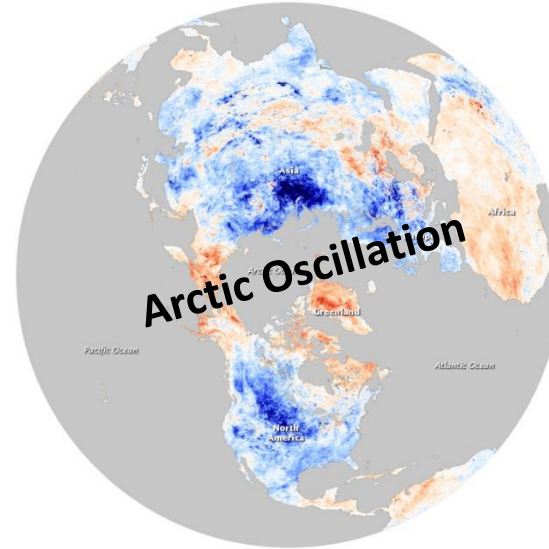 Asia
Africa
Arctic Oscillation
Greenland
Pacific Ocean
Atlantic Ocean
North
America